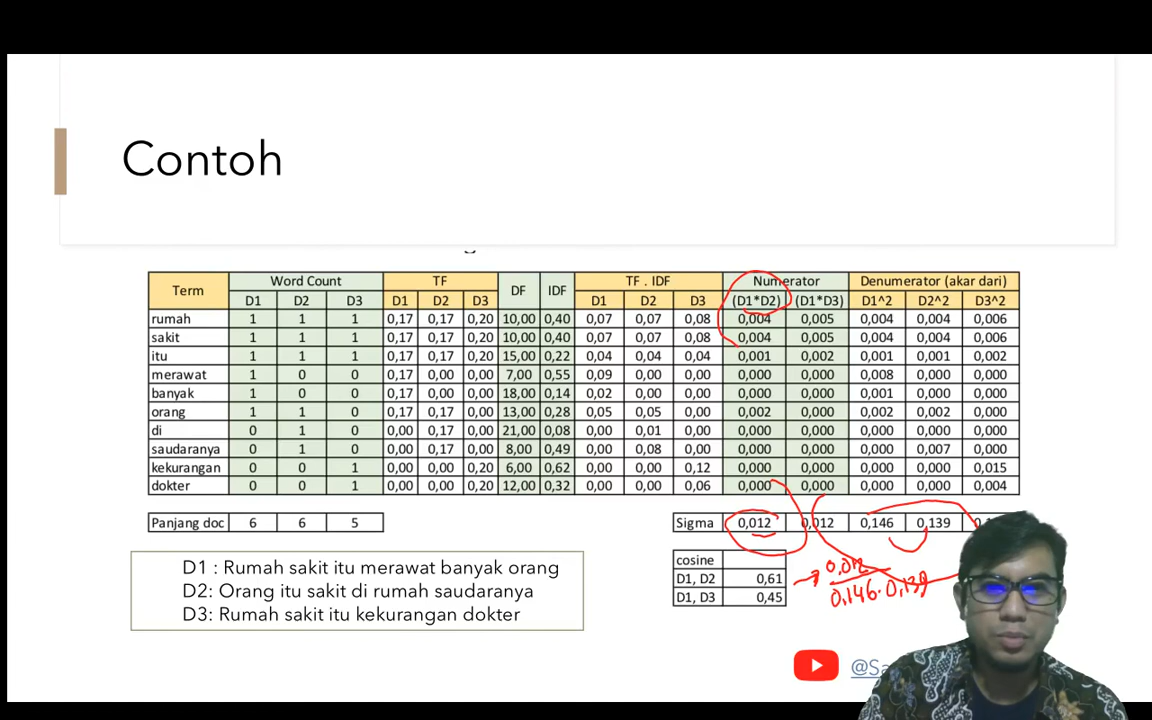 Contoh
Term Word Count TF DF IDF TF . IDF Numerator Denumerator (akar dari)
D1 D2 D3 D1 D2 D3 D1 D2 D3 (D1*D2) (D1*D3) D1^2 D2^2 D3^2
rumah 1 1 1 0,17 0,17 0,20 10,00 0,40 0,07 0,07 0,08 0,004 0,005 0,004 0,004 0,006
sakit 1 1 1 0,17 0,17 0,20 10,00 0,40 0,07 0,07 0,08 0,004 0,005 0,004 0,004 0,006
itu 1 1 1 0,17 0,17 0,20 15,00 0,22 0,04 0,04 0,04 0,001 0,002 0,001 0,001 0,002
merawat 1 0 0 0,17 0,00 0,00 7,00 0,55 0,09 0,00 0,00 0,000 0,000 0,008 0,000 0,000
banyak 1 0 0 0,17 0,00 0,00 18,00 0,14 0,02 0,00 0,00 0,000 0,000 0,001 0,000 0,000
orang 1 1 0 0,17 0,17 0,00 13,00 0,28 0,05 0,05 0,00 0,002 0,000 0,002 0,002 0,000
di 0 1 0 0,00 0,17 0,00 21,00 0,08 0,00 0,01 0,00 0,000 0,000 0,000 0,000 0,000
saudaranya 0 1 0 0,00 0,17 0,00 8,00 0,49 0,00 0,08 0,00 0,000 0,000 0,000 0,007 0,000
kekurangan 0 0 1 0,00 0,00 0,20 6,00 0,62 0,00 0,00 0,12 0,000 0,000 0,000 0,000 0,015
dokter 0 0 1 0,00 0,00 0,20 12,00 0,32 0,00 0,00 0,06 0,000 0,000 0,000 0,000 0,004
Panjang doc 6 6 5 Sigma 0,012 0,012 0,146 0,139
cosine
D1, D2 0,61
D1, D3 0,45
0,012
0,146 · 0,139
D1 : Rumah sakit itu merawat banyak orang
D2: Orang itu sakit di rumah saudaranya
D3: Rumah sakit itu kekurangan dokter